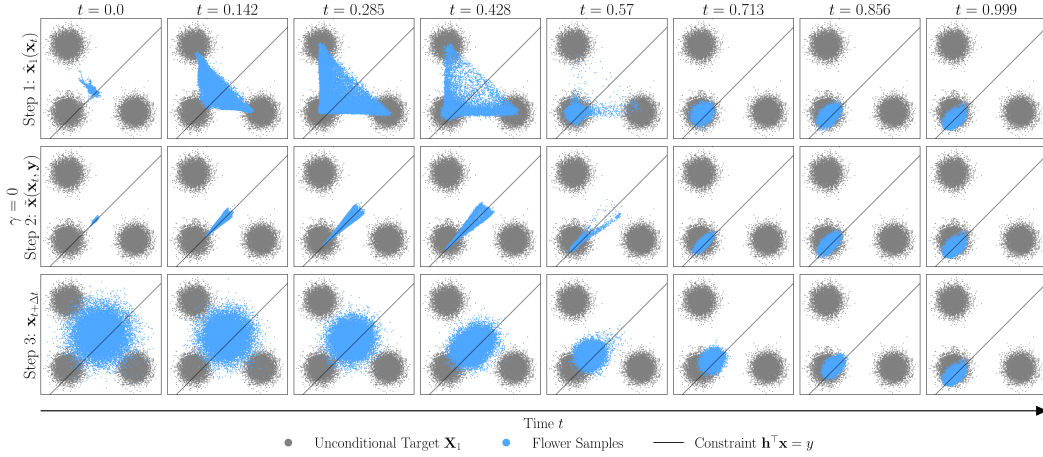 t = 0.0 t = 0.142 t = 0.285 t = 0.428 t = 0.57 t = 0.713 t = 0.856 t = 0.999
Step 1: x̂₁(xₜ)
γ = 0
Step 2: x̃(xₜ, y)
Step 3: xₜ₊Δₜ
Time t
Unconditional Target X₁ Flower Samples Constraint h⊤x = y